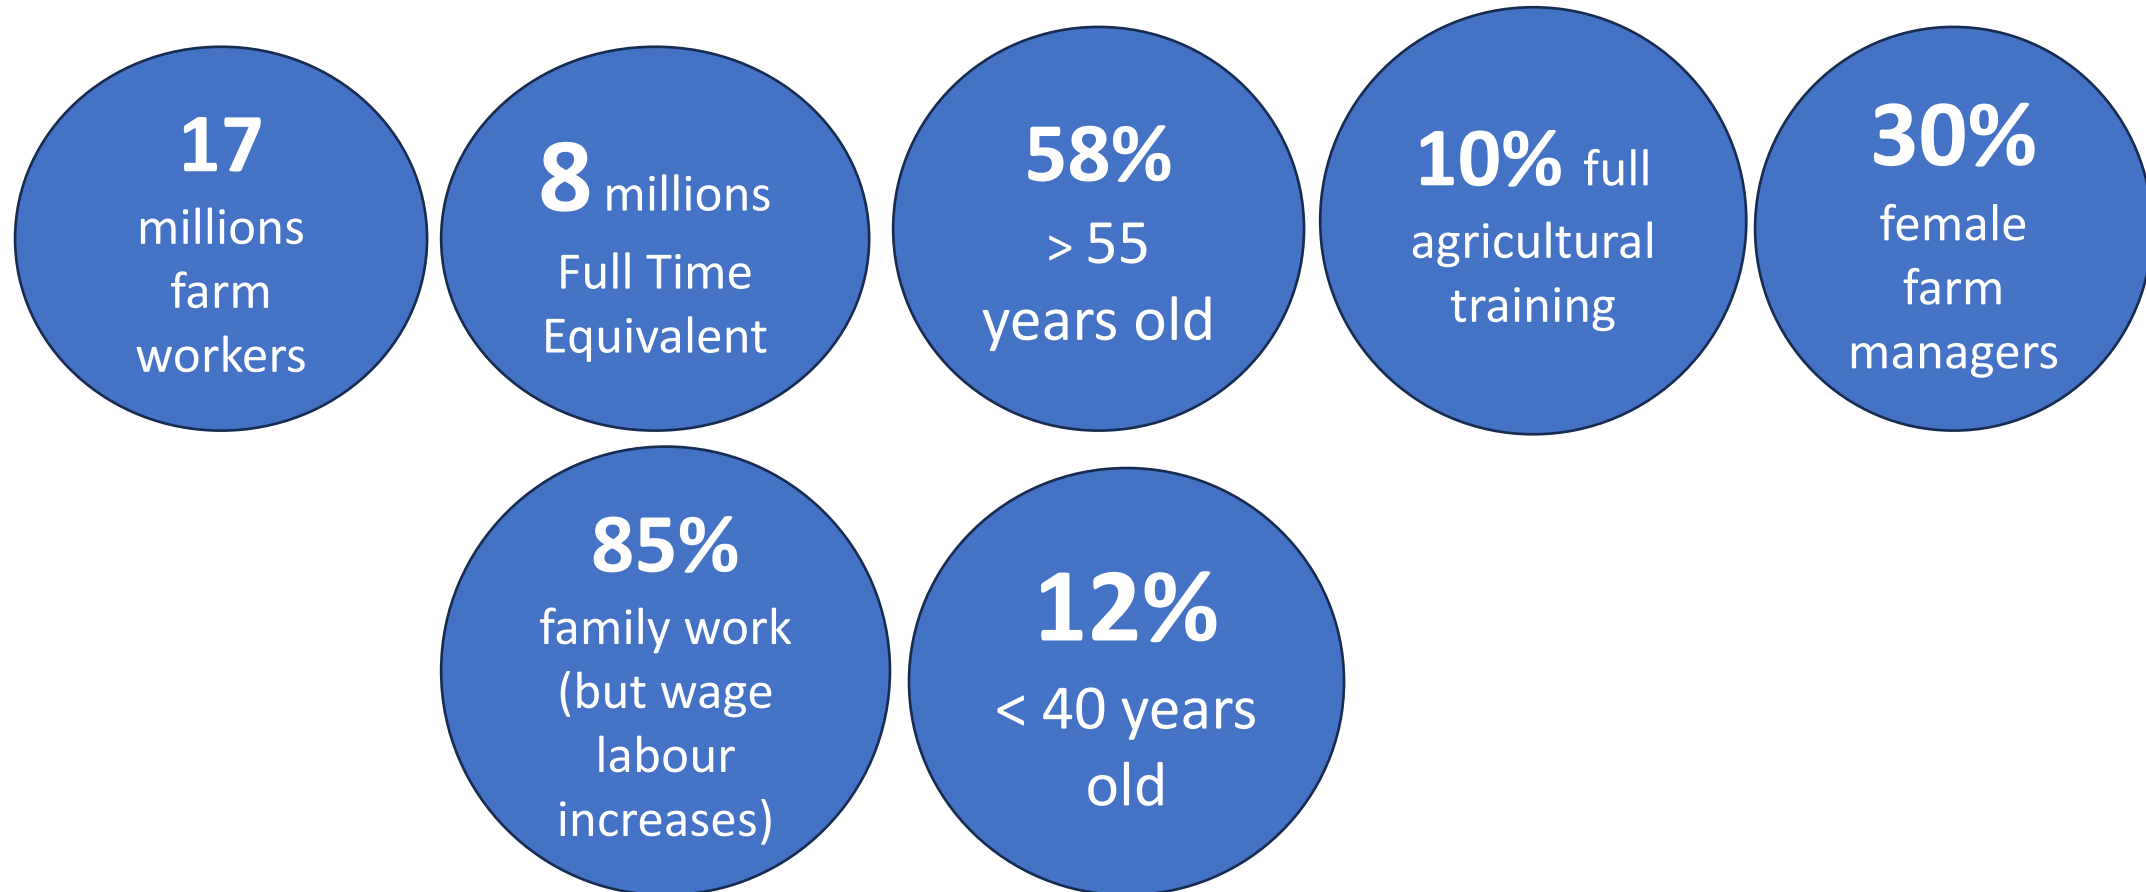 17
millions
farm
workers
8 millions
Full Time
Equivalent
58%
> 55
years old
10% full
agricultural
training
30%
female
farm
managers
85%
family work
(but wage
labour
increases)
12%
< 40 years
old